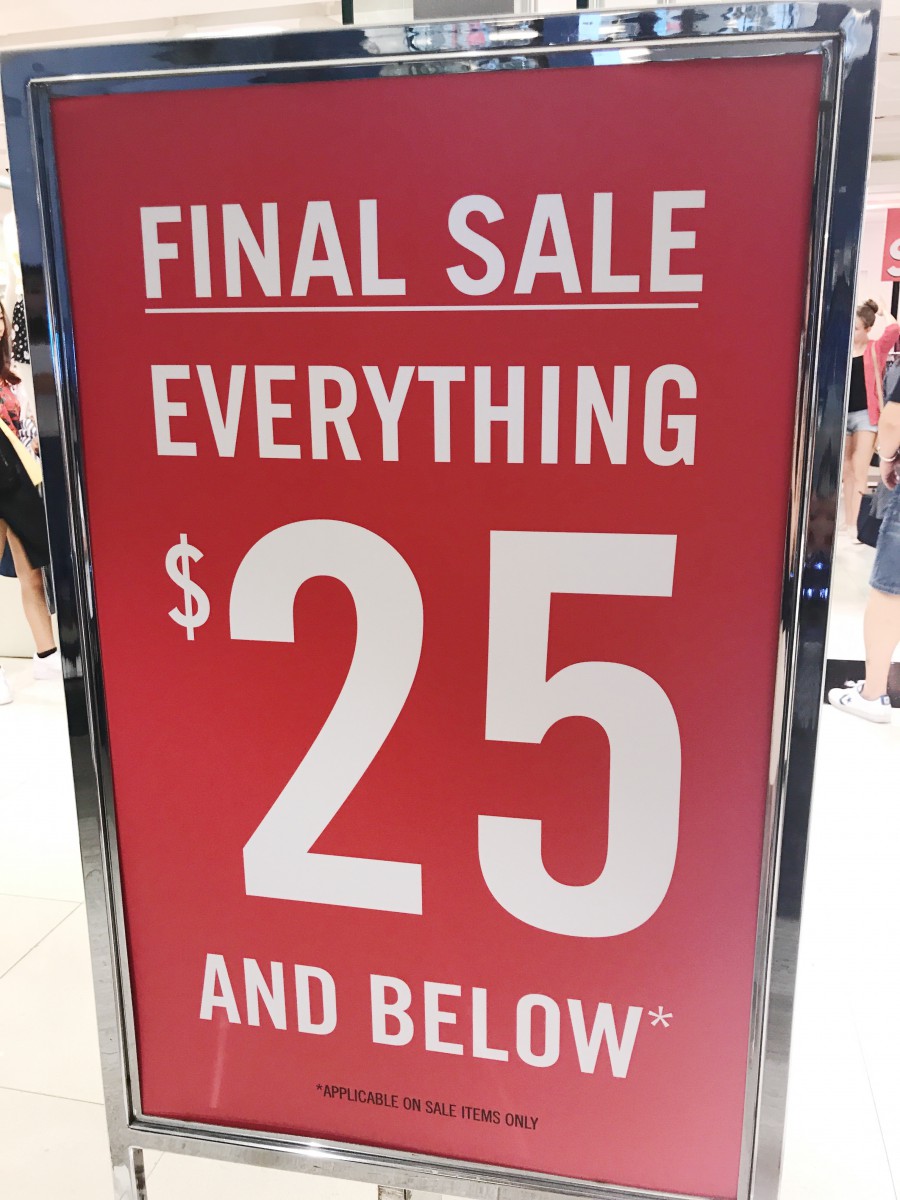 FINAL SALE
EVERYTHING
$25
AND BELOW*
*APPLICABLE ON SALE ITEMS ONLY